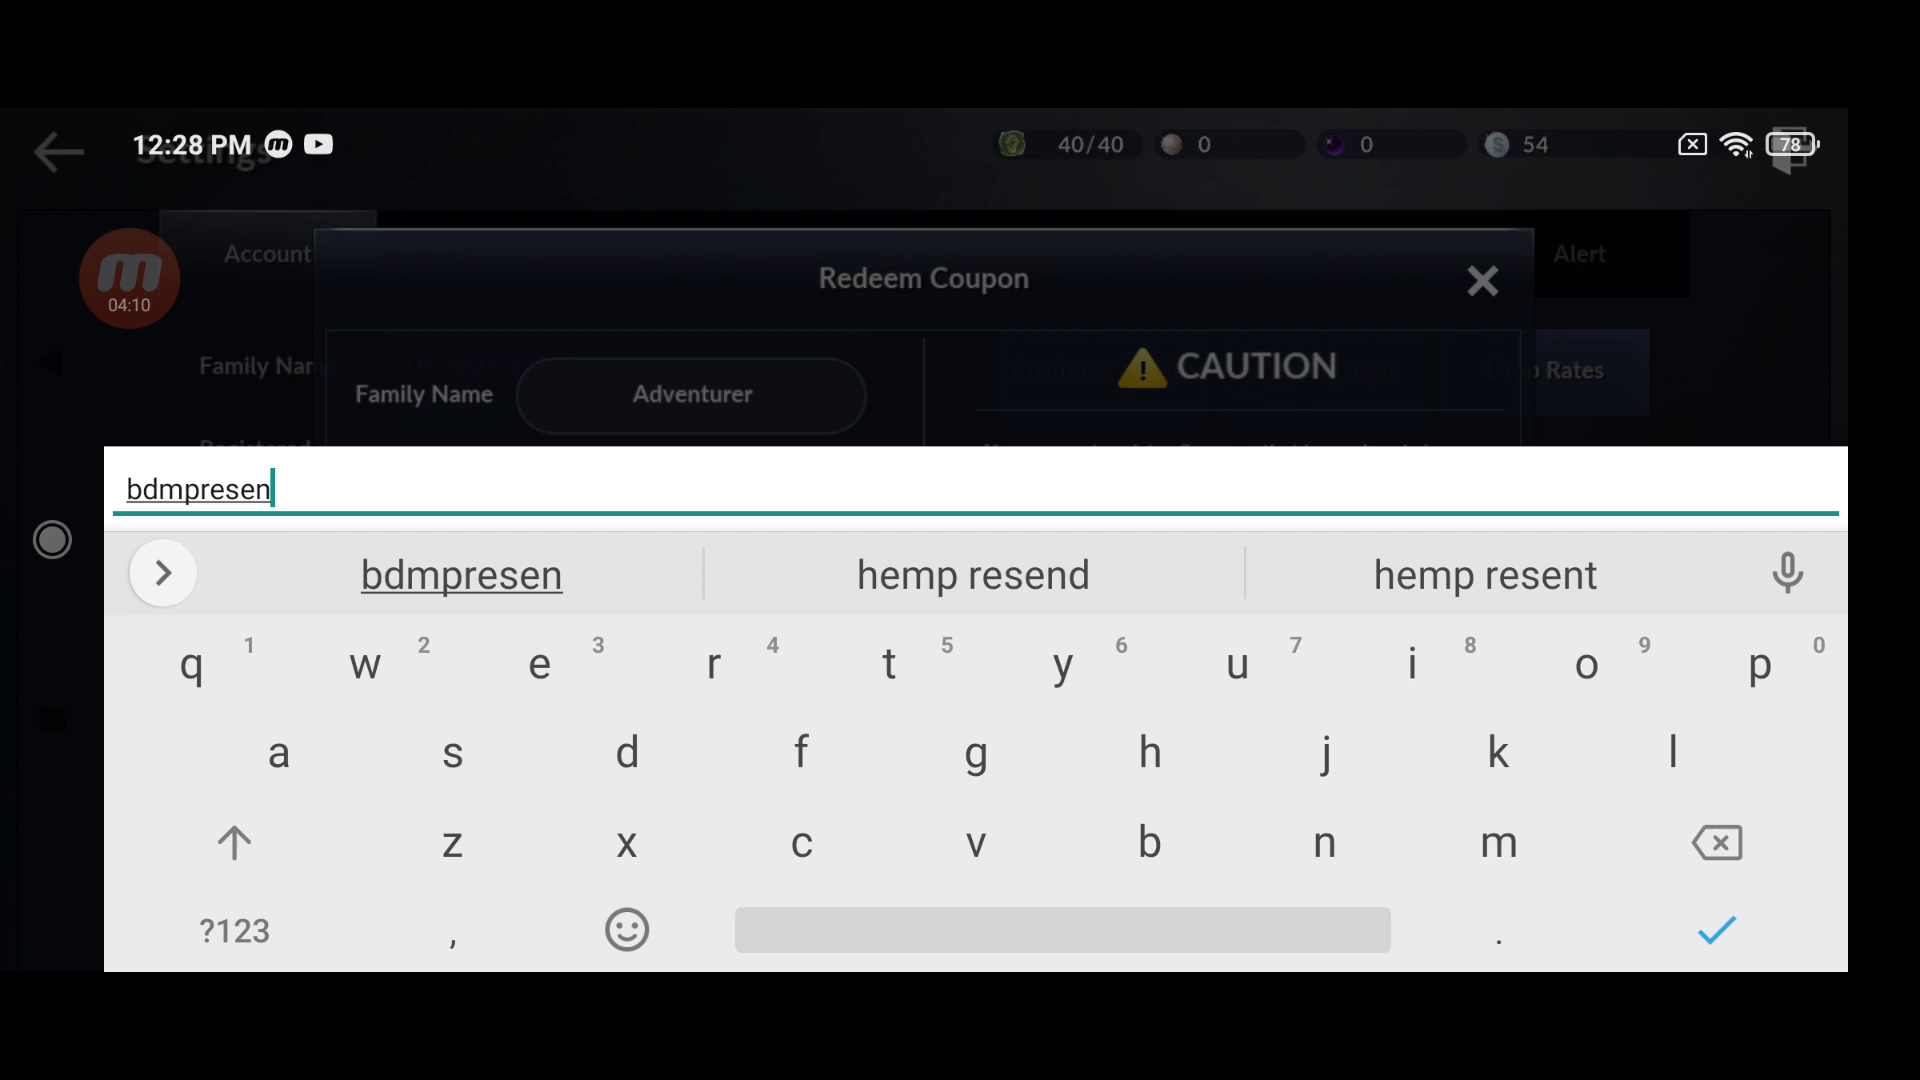 12:28 PM
Settings
40/40
0
0
54
78
Account
Alert
m
04:10
Redeem Coupon
Family Name
Adventurer
CAUTION
Rates
bdmpresen
bdmpresen
hemp resend
hemp resent
q 1 w 2 e 3 r 4 t 5 y 6 u 7 i 8 o 9 p 0
a s d f g h j k l
z x c v b n m
?123 , .